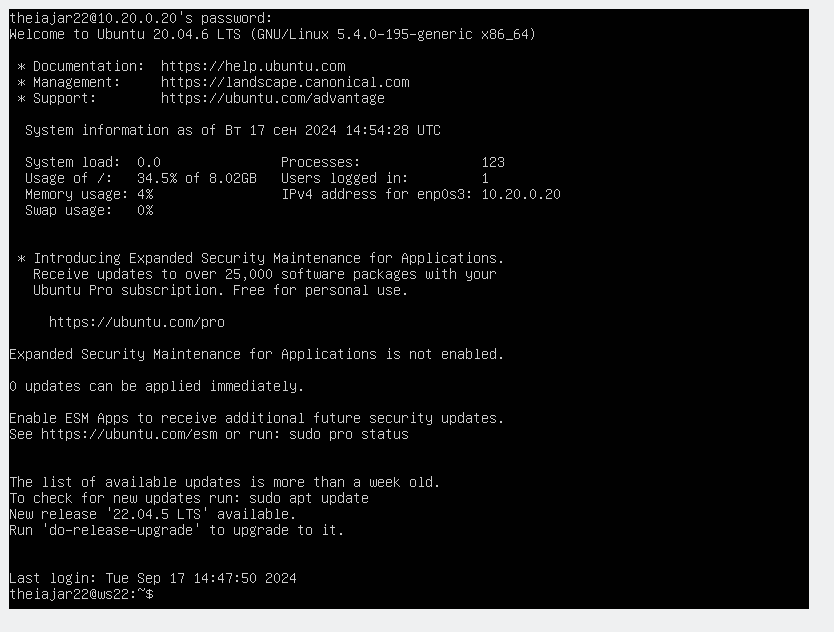 theiajar22@10.20.0.20's password:
Welcome to Ubuntu 20.04.6 LTS (GNU/Linux 5.4.0-195-generic x86_64)
* Documentation:  https://help.ubuntu.com
* Management:     https://landscape.canonical.com
* Support:        https://ubuntu.com/advantage
System information as of Вт 17 сен 2024 14:54:28 UTC
System load:  0.0               Processes:               123
Usage of /:   34.5% of 8.02GB   Users logged in:         1
Memory usage: 4%                IPv4 address for enp0s3: 10.20.0.20
Swap usage:   0%
* Introducing Expanded Security Maintenance for Applications.
Receive updates to over 25,000 software packages with your
Ubuntu Pro subscription. Free for personal use.
https://ubuntu.com/pro
Expanded Security Maintenance for Applications is not enabled.
0 updates can be applied immediately.
Enable ESM Apps to receive additional future security updates.
See https://ubuntu.com/esm or run: sudo pro status
The list of available updates is more than a week old.
To check for new updates run: sudo apt update
New release '22.04.5 LTS' available.
Run 'do-release-upgrade' to upgrade to it.
Last login: Tue Sep 17 14:47:50 2024
theiajar22@ws22:~$